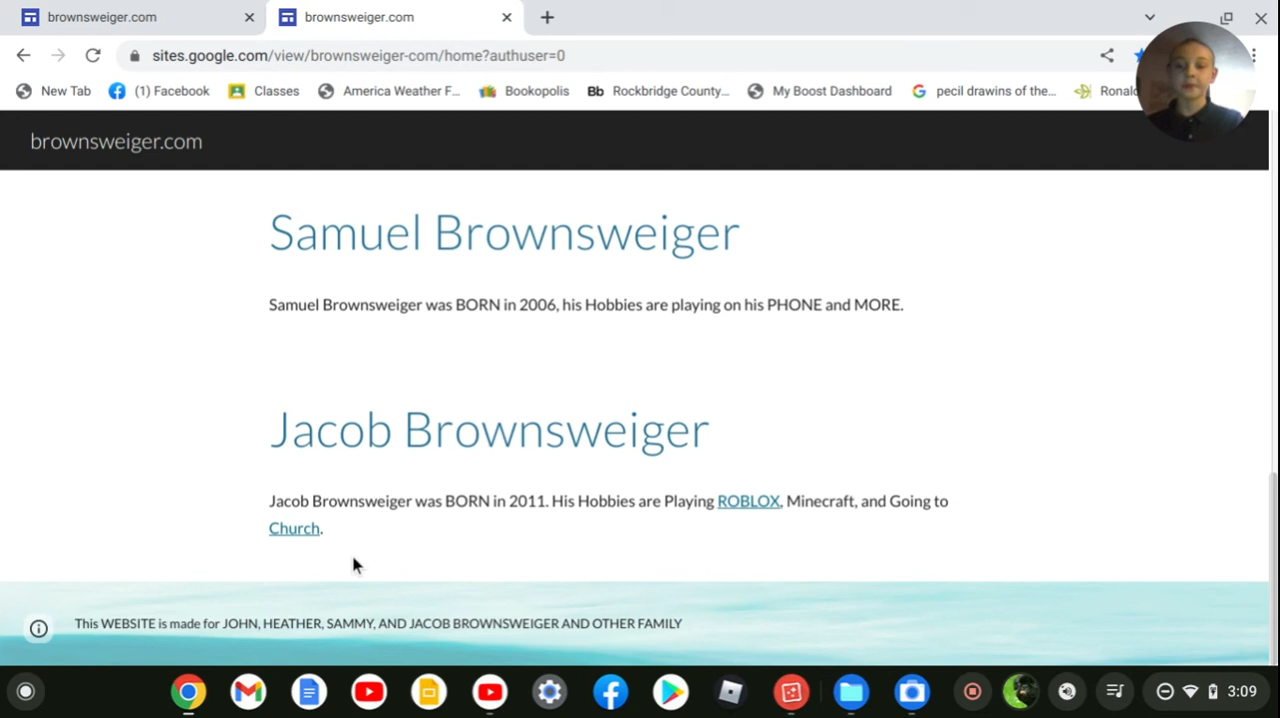 brownsweiger.com
brownsweiger.com
sites.google.com/view/brownsweiger-com/home?authuser=0
New Tab
(1) Facebook
Classes
America Weather F...
Bookopolis
Bb Rockbridge County...
My Boost Dashboard
pecil drawins of the...
Ronald
brownsweiger.com
Samuel Brownsweiger
Samuel Brownsweiger was BORN in 2006, his Hobbies are playing on his PHONE and MORE.
Jacob Brownsweiger
Jacob Brownsweiger was BORN in 2011. His Hobbies are Playing ROBLOX, Minecraft, and Going to
Church.
This WEBSITE is made for JOHN, HEATHER, SAMMY, AND JACOB BROWNSWEIGER AND OTHER FAMILY
3:09